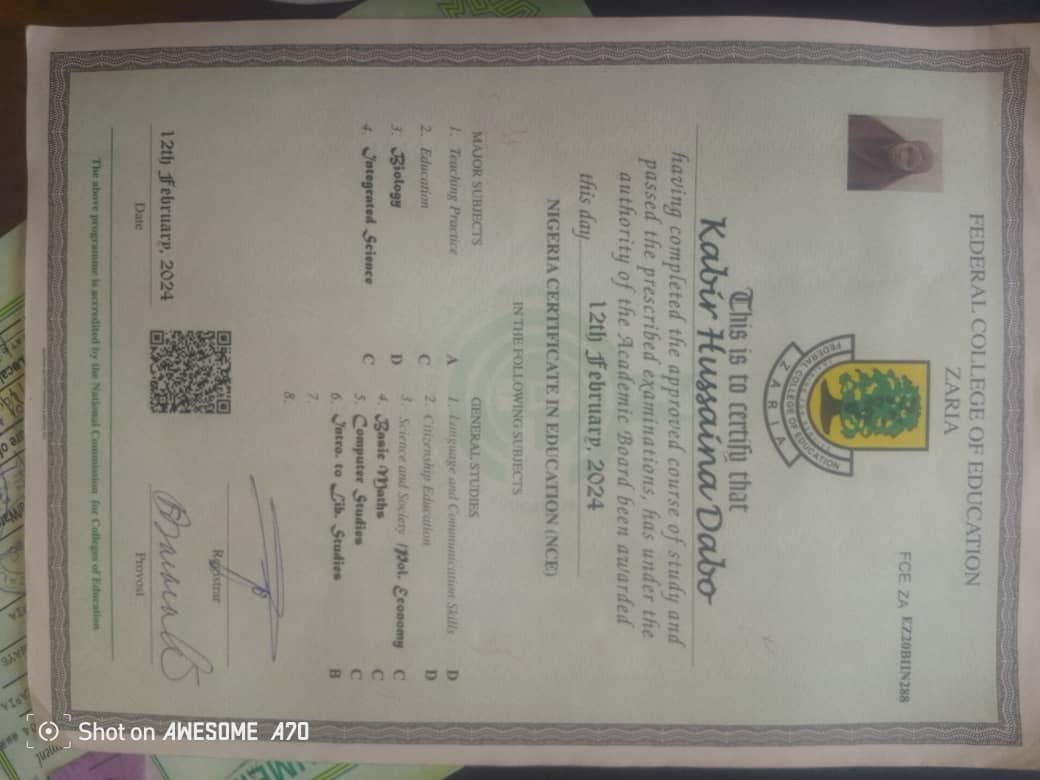 FEDERAL COLLEGE OF EDUCATION
ZARIA
FCE ZA EZ20BIIN288
FEDERAL COLLEGE OF EDUCATION
ZARIA
This is to certify that
Kabir Hussaina Dabo
having completed the approved course of study and
passed the prescribed examinations, has under the
authority of the Academic Board been awarded
this day 12th February, 2024
NIGERIA CERTIFICATE IN EDUCATION (NCE)
IN THE FOLLOWING SUBJECTS
MAJOR SUBJECTS
1. Teaching Practice A
2. Education C
3. Biology D
4. Integrated Science C
GENERAL STUDIES
1. Language and Communication Skills D
2. Citizenship Education D
3. Science and Society /Pol. Economy C
4. Basic Maths C
5. Computer Studies C
6. Intro. to Lib. Studies B
7.
8.
Registrar
12th February, 2024
Date
Provost
The above programme is accredited by the National Commission for Colleges of Education
Shot on AWESOME A70